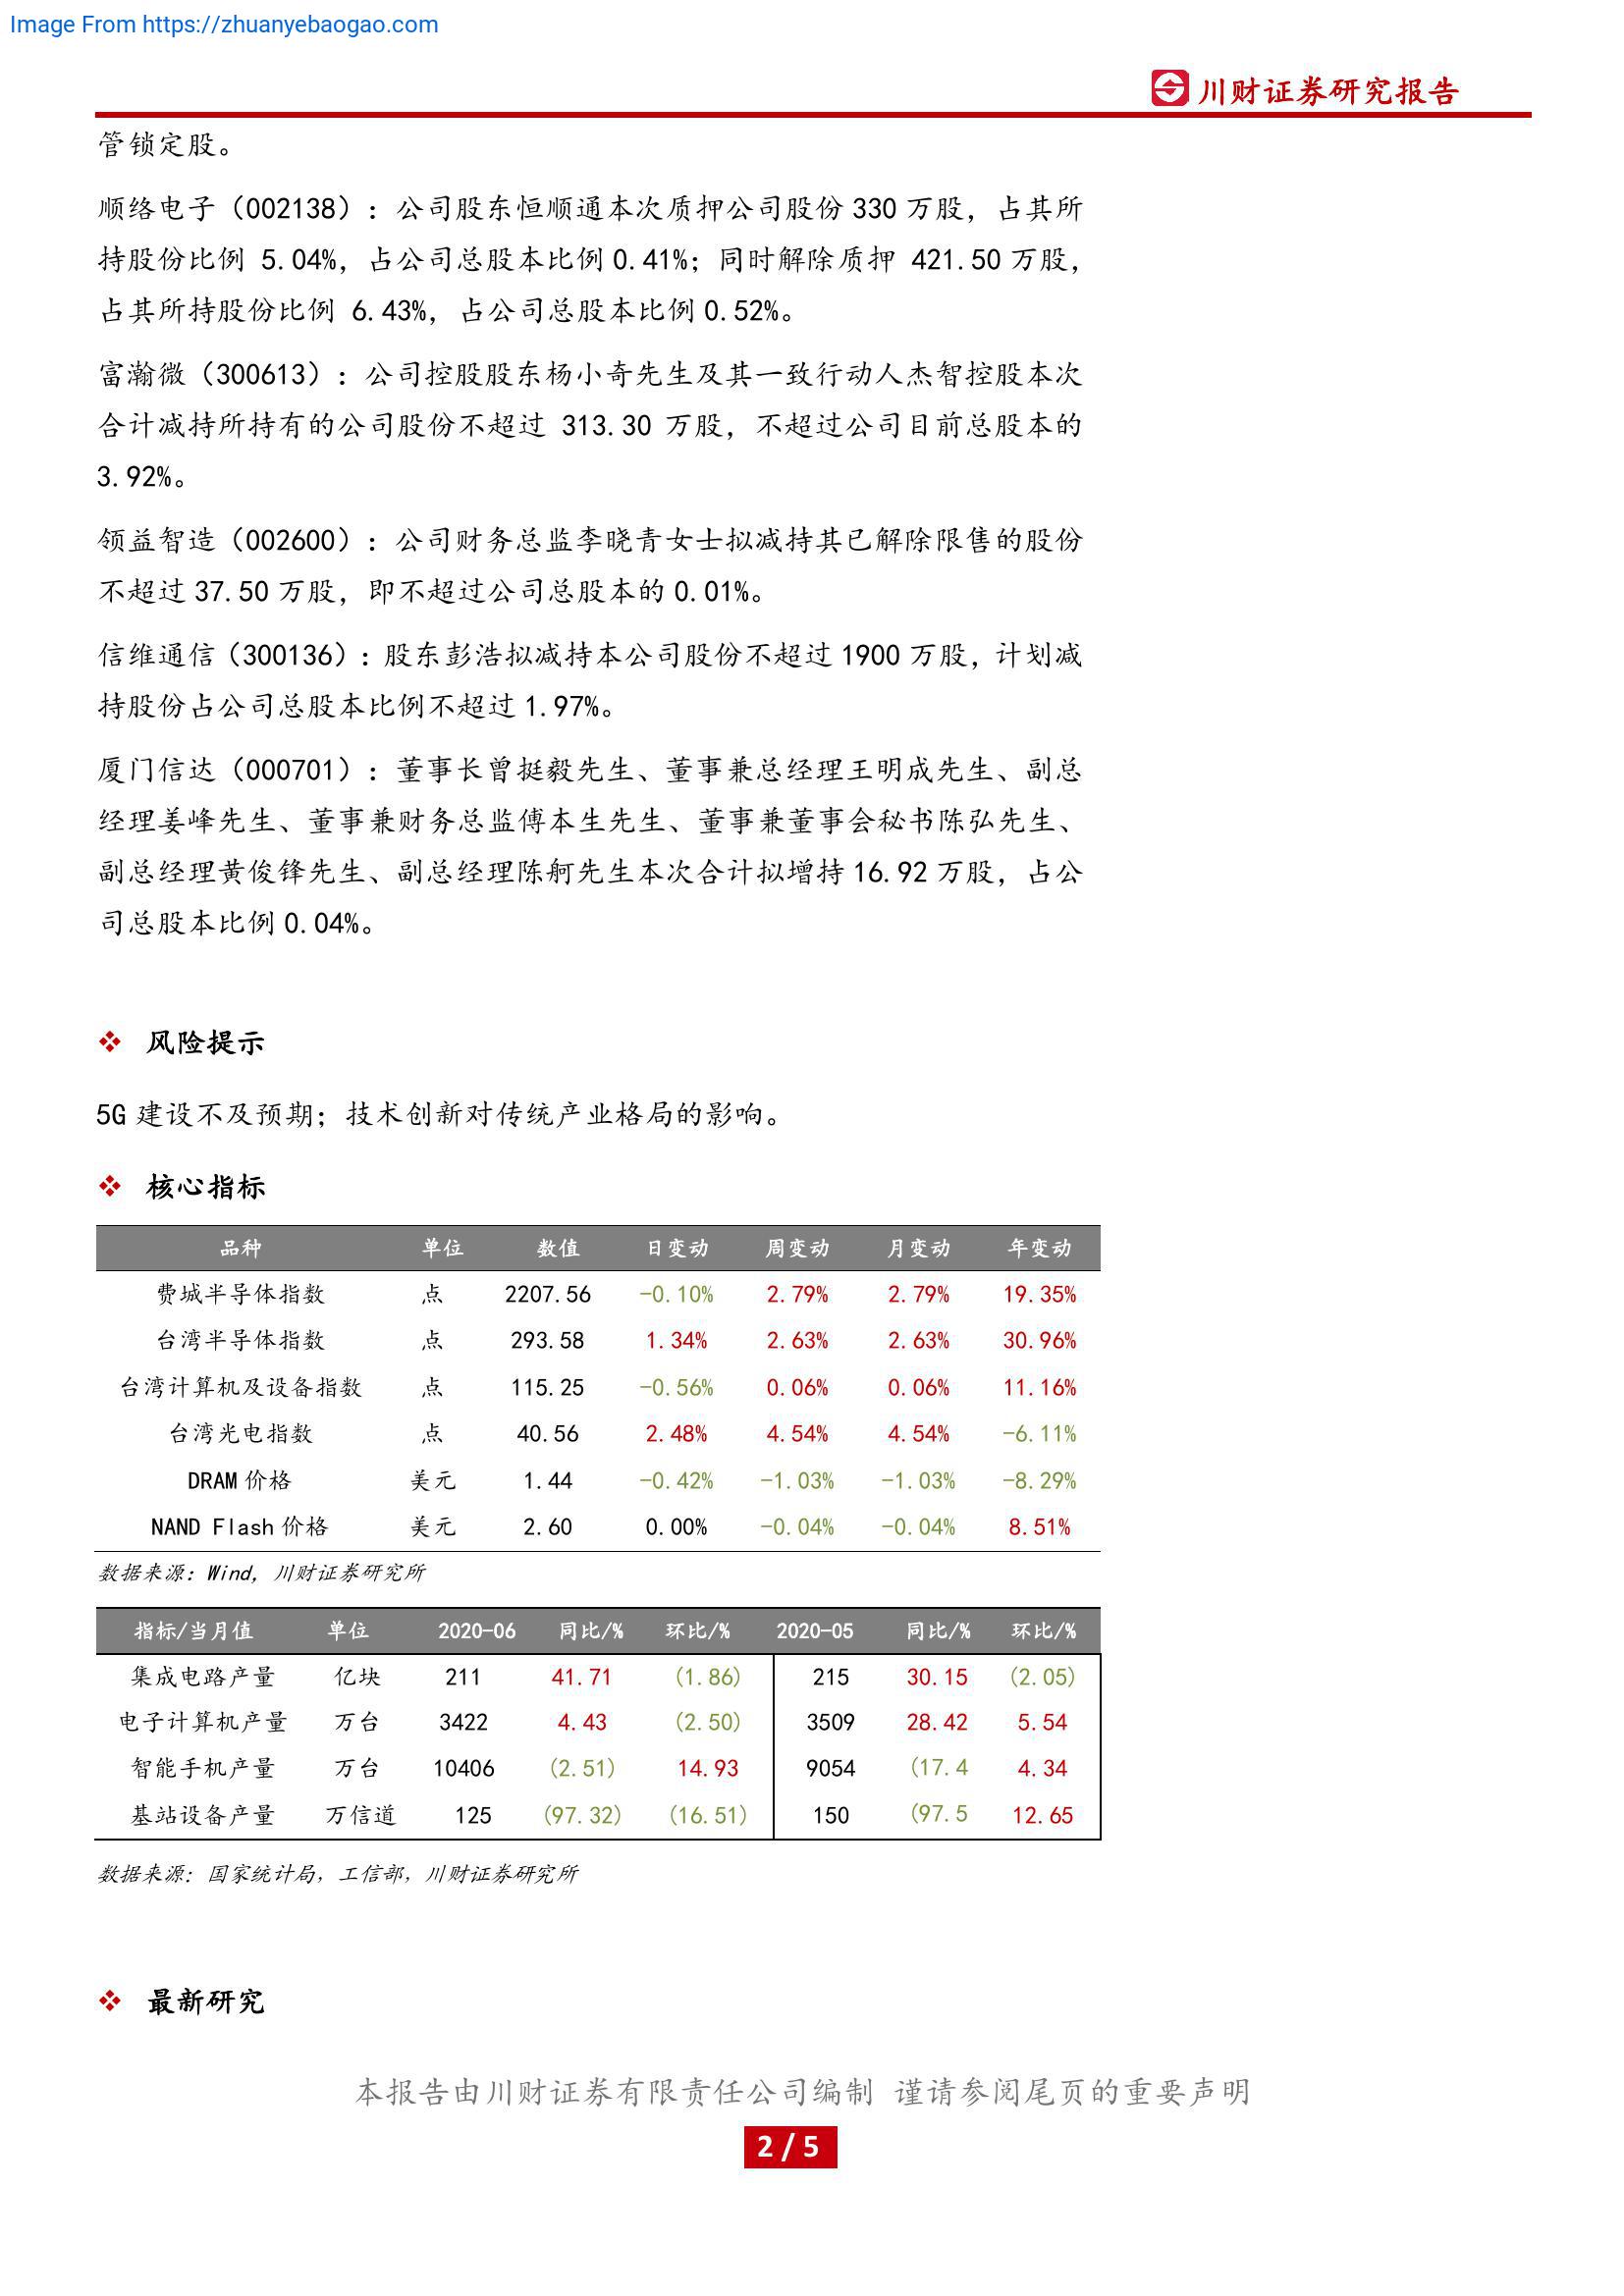 Image From https://zhuanyebaogao.com
川财证券研究报告
管锁定股。
顺络电子（002138）：公司股东恒顺通本次质押公司股份 330 万股，占其所
持股份比例 5.04%，占公司总股本比例 0.41%；同时解除质押 421.50 万股，
占其所持股份比例 6.43%，占公司总股本比例 0.52%。
富瀚微（300613）：公司控股股东杨小奇先生及其一致行动人杰智控股本次
合计减持所持有的公司股份不超过 313.30 万股，不超过公司目前总股本的
3.92%。
领益智造（002600）：公司财务总监李晓青女士拟减持其已解除限售的股份
不超过 37.50 万股，即不超过公司总股本的 0.01%。
信维通信（300136）：股东彭浩拟减持本公司股份不超过 1900 万股，计划减
持股份占公司总股本比例不超过 1.97%。
厦门信达（000701）：董事长曾挺毅先生、董事兼总经理王明成先生、副总
经理姜峰先生、董事兼财务总监傅本生先生、董事兼董事会秘书陈弘先生、
副总经理黄俊锋先生、副总经理陈舸先生本次合计拟增持 16.92 万股，占公
司总股本比例 0.04%。
❖ 风险提示
5G 建设不及预期；技术创新对传统产业格局的影响。
❖ 核心指标
品种 单位 数值 日变动 周变动 月变动 年变动
费城半导体指数 点 2207.56 -0.10% 2.79% 2.79% 19.35%
台湾半导体指数 点 293.58 1.34% 2.63% 2.63% 30.96%
台湾计算机及设备指数 点 115.25 -0.56% 0.06% 0.06% 11.16%
台湾光电指数 点 40.56 2.48% 4.54% 4.54% -6.11%
DRAM 价格 美元 1.44 -0.42% -1.03% -1.03% -8.29%
NAND Flash 价格 美元 2.60 0.00% -0.04% -0.04% 8.51%
数据来源：Wind，川财证券研究所
指标/当月值 单位 2020-06 同比/% 环比/% 2020-05 同比/% 环比/%
集成电路产量 亿块 211 41.71 (1.86) 215 30.15 (2.05)
电子计算机产量 万台 3422 4.43 (2.50) 3509 28.42 5.54
智能手机产量 万台 10406 (2.51) 14.93 9054 (17.4 4.34
基站设备产量 万信道 125 (97.32) (16.51) 150 (97.5 12.65
数据来源：国家统计局，工信部，川财证券研究所
❖ 最新研究
本报告由川财证券有限责任公司编制 谨请参阅尾页的重要声明
2 / 5